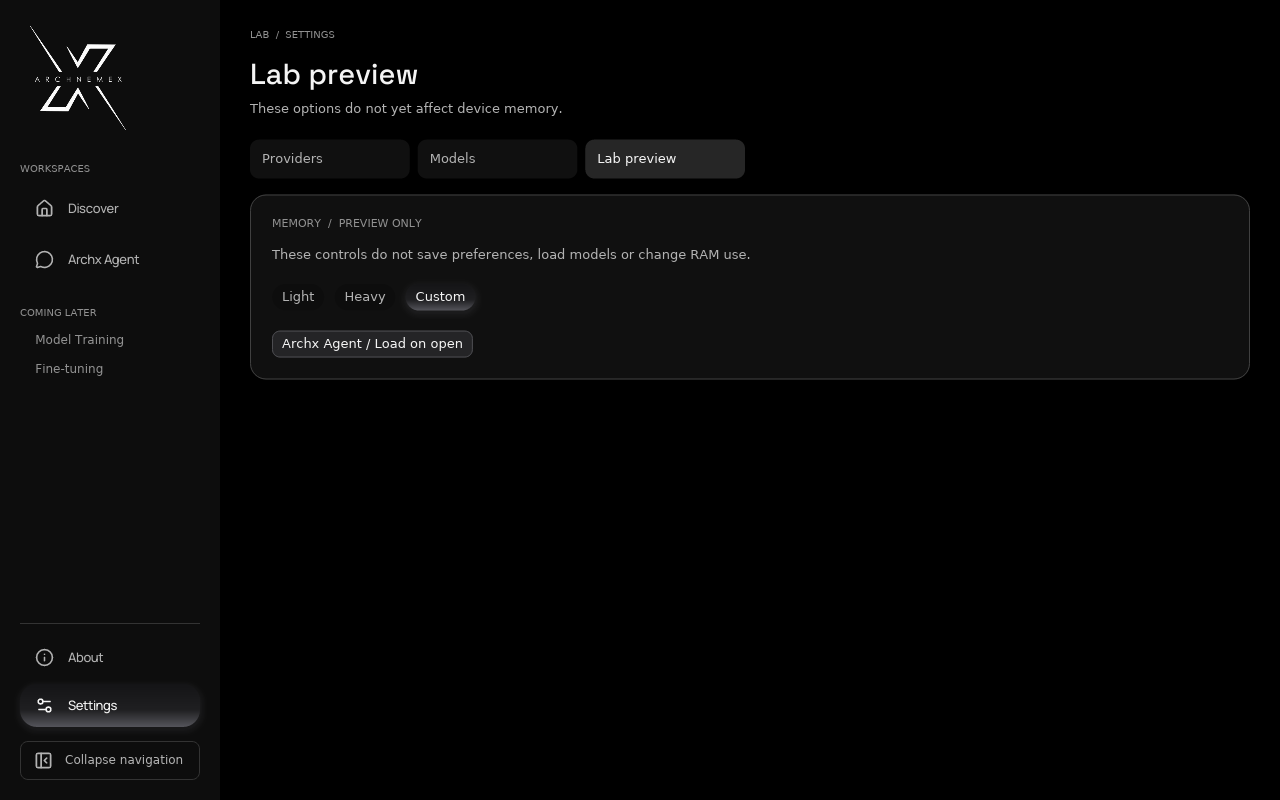 ARCHNEMEX
WORKSPACES
Discover
Archx Agent
COMING LATER
Model Training
Fine-tuning
About
Settings
Collapse navigation
LAB / SETTINGS
Lab preview
These options do not yet affect device memory.
Providers
Models
Lab preview
MEMORY / PREVIEW ONLY
These controls do not save preferences, load models or change RAM use.
Light
Heavy
Custom
Archx Agent / Load on open